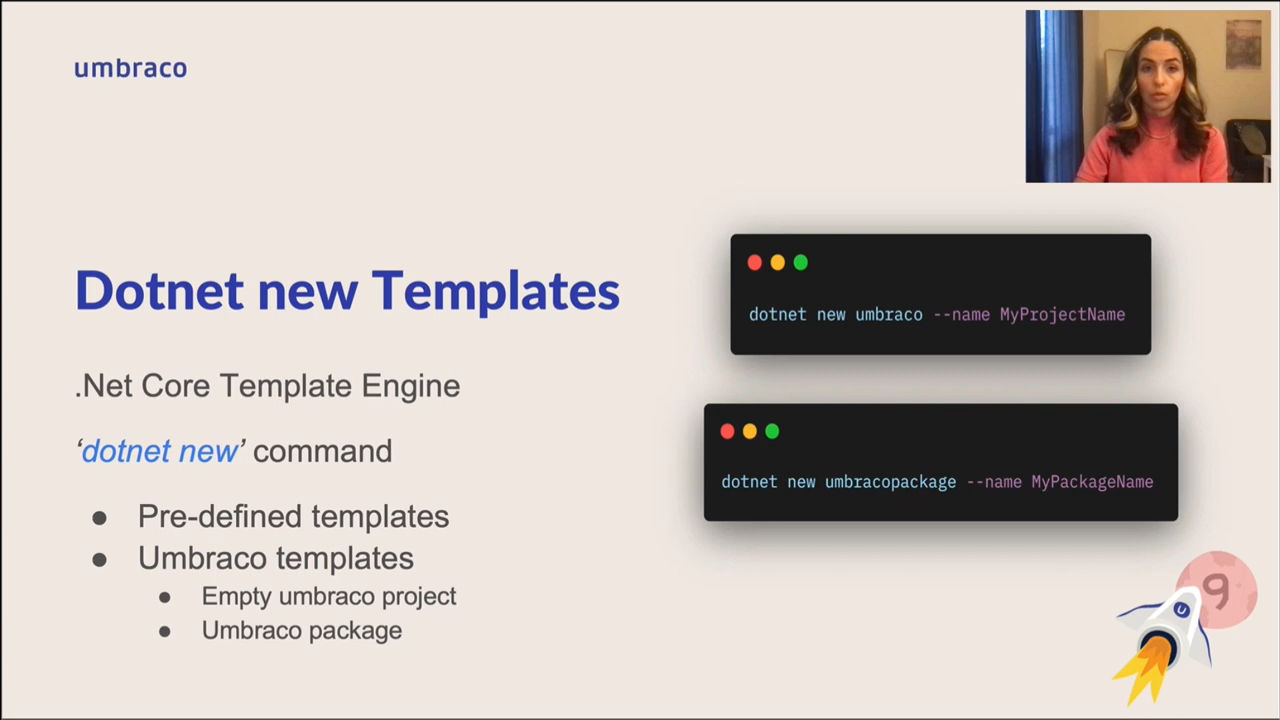 umbraco
Dotnet new Templates
.Net Core Template Engine
‘dotnet new’ command
● Pre-defined templates
● Umbraco templates
● Empty umbraco project
● Umbraco package
dotnet new umbraco --name MyProjectName
dotnet new umbracopackage --name MyPackageName
9
U